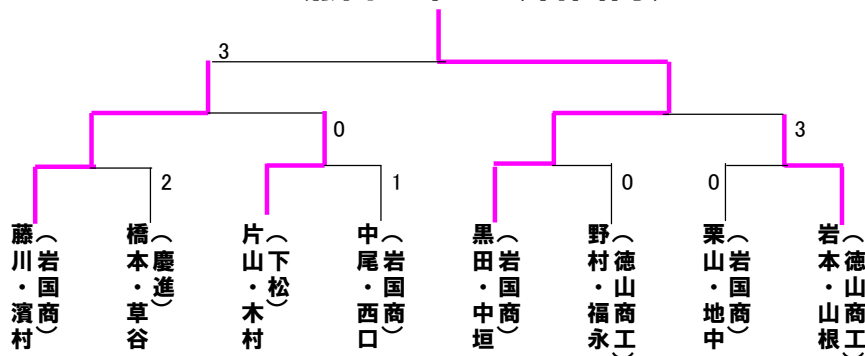 3
0
3
2
1
0
0
藤川・濱村
(岩国商)
橋本・草谷
(慶進)
片山・木村
(下松)
中尾・西口
(岩国商)
黒田・中垣
(岩国商)
野村・福永
(徳山商工)
栗山・地中
(岩国商)
岩本・山根
(徳山商工)